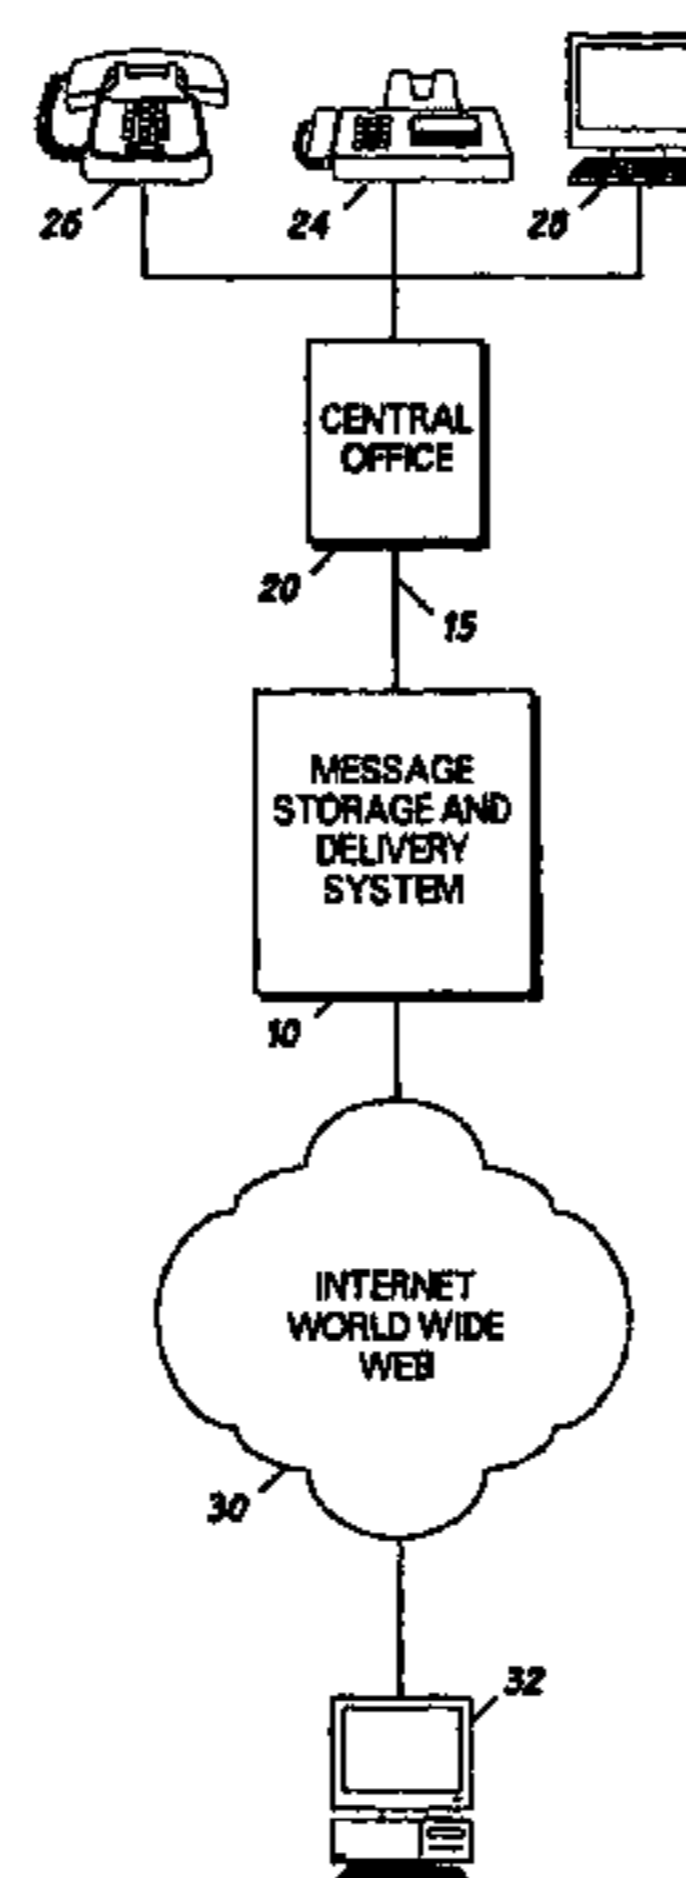 26 24 28
CENTRAL
OFFICE
20
15
MESSAGE
STORAGE AND
DELIVERY
SYSTEM
10
INTERNET
WORLD WIDE
WEB
30
32